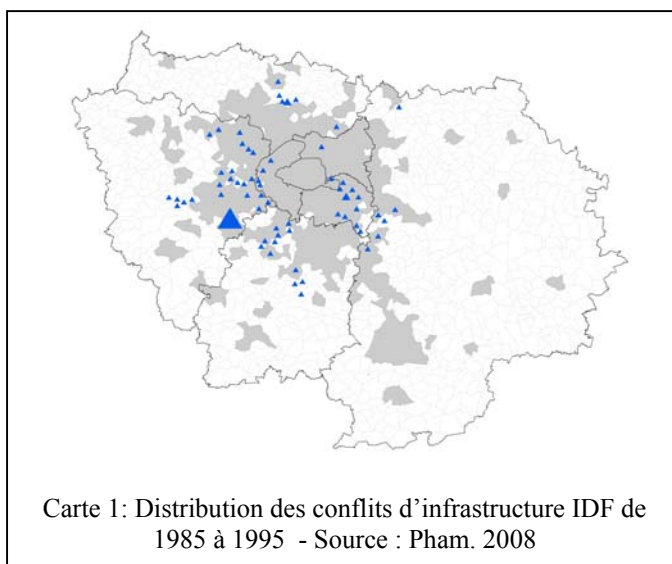 Carte 1: Distribution des conflits d’infrastructure IDF de
1985 à 1995  - Source : Pham. 2008